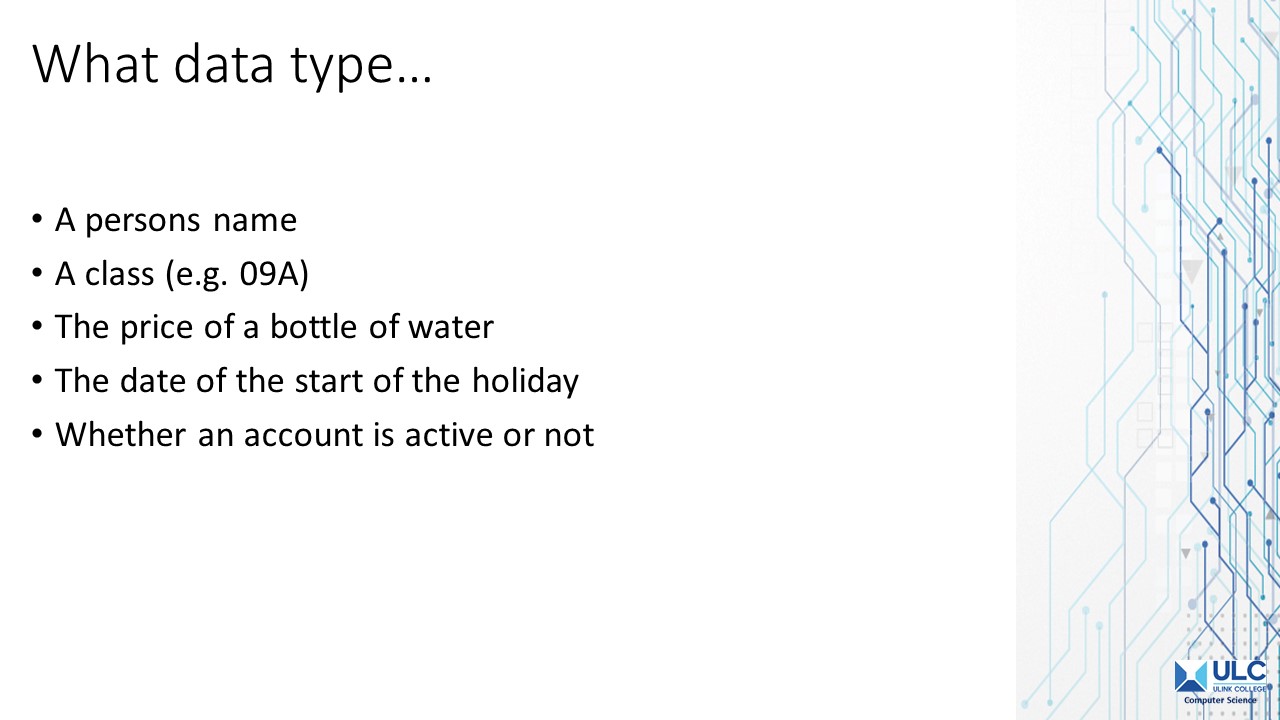 What data type…
• A persons name
• A class (e.g. 09A)
• The price of a bottle of water
• The date of the start of the holiday
• Whether an account is active or not
ULC
ULINK COLLEGE
Computer Science